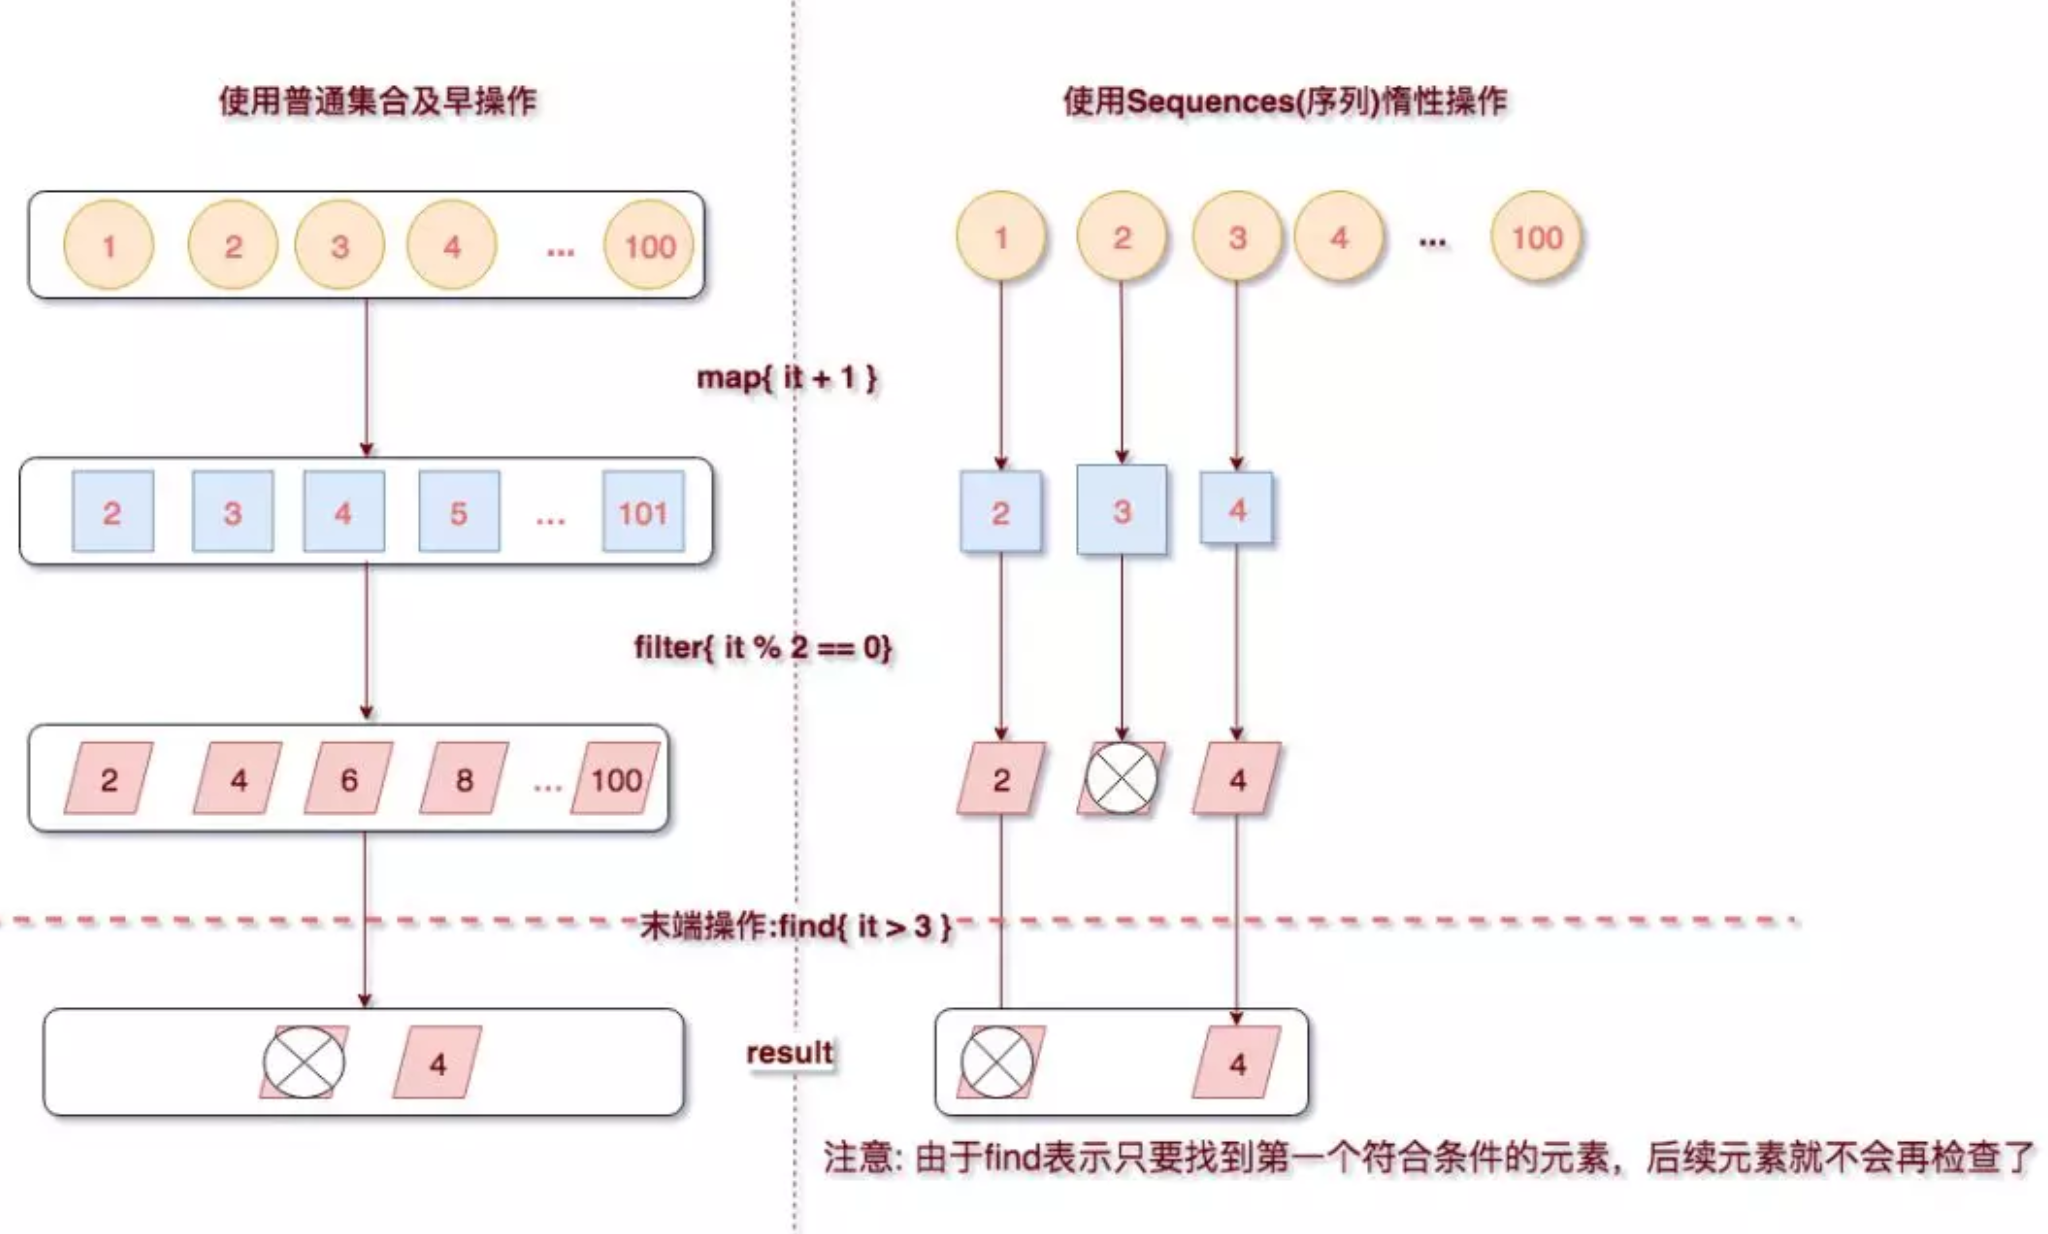 使用普通集合及早操作
使用Sequences(序列)惰性操作
1 2 3 4 ... 100
1 2 3 4 ... 100
map{ it + 1 }
2 3 4 5 ... 101
2 3 4
filter{ it % 2 == 0}
2 4 6 8 ... 100
2 4
末端操作:find{ it > 3 }
4
result
4
注意: 由于find表示只要找到第一个符合条件的元素，后续元素就不会再检查了